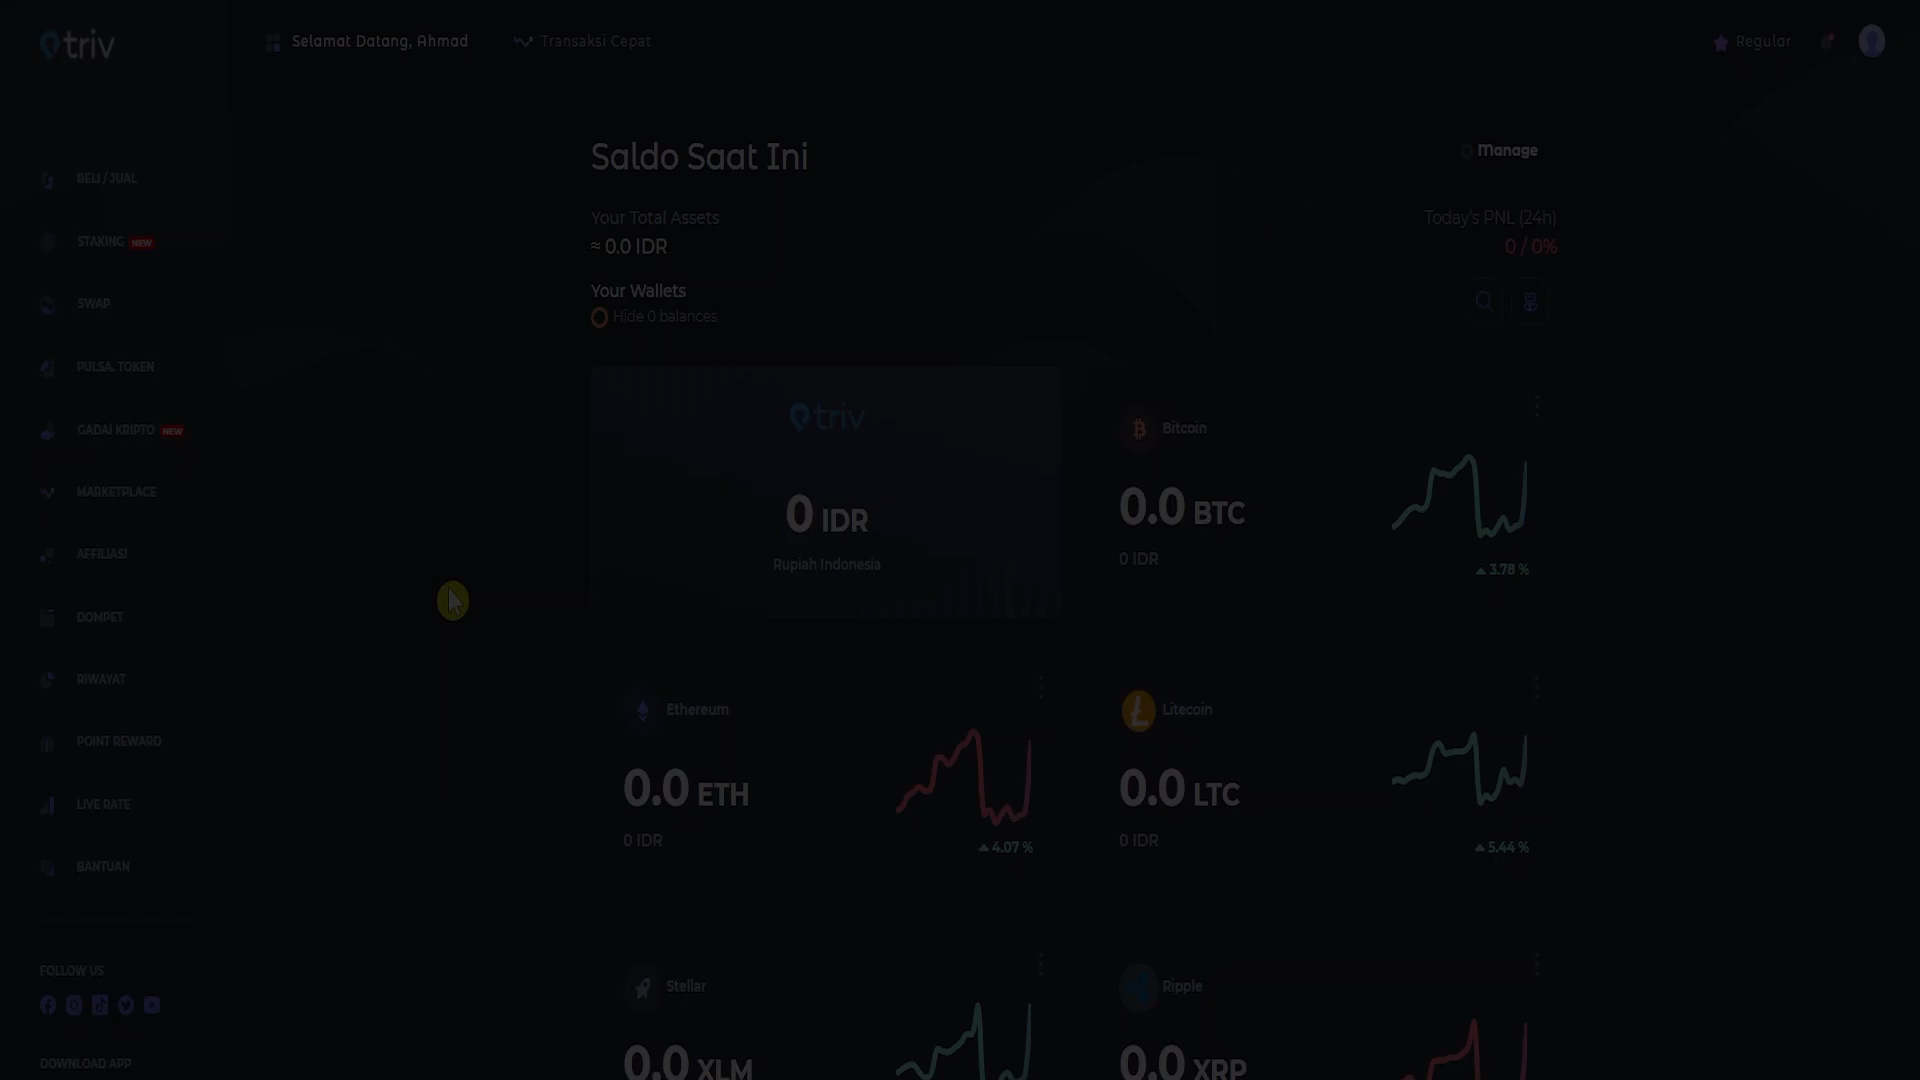 triv
Selamat Datang, Ahmad
Transaksi Cepat
Regular
BELI / JUAL
STAKING NEW
SWAP
PULSA. TOKEN
GADAI KRIPTO NEW
MARKETPLACE
AFFILIASI
DOMPET
RIWAYAT
POINT REWARD
LIVE RATE
BANTUAN
FOLLOW US
DOWNLOAD APP
Saldo Saat Ini
Manage
Your Total Assets
≈ 0.0 IDR
Today's PNL (24h)
0 / 0%
Your Wallets
Hide 0 balances
triv
0 IDR
Rupiah Indonesia
Bitcoin
0.0 BTC
0 IDR
3.78 %
Ethereum
0.0 ETH
0 IDR
4.07 %
Litecoin
0.0 LTC
0 IDR
5.44 %
Stellar
0.0 XLM
Ripple
0.0 XRP